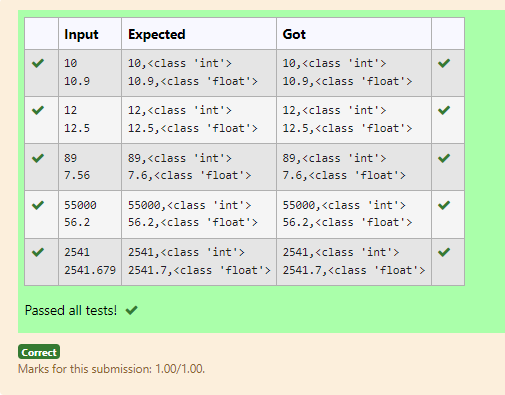 Input Expected Got
10 10,<class 'int'> 10,<class 'int'>
10.9 10.9,<class 'float'> 10.9,<class 'float'>
12 12,<class 'int'> 12,<class 'int'>
12.5 12.5,<class 'float'> 12.5,<class 'float'>
89 89,<class 'int'> 89,<class 'int'>
7.56 7.6,<class 'float'> 7.6,<class 'float'>
55000 55000,<class 'int'> 55000,<class 'int'>
56.2 56.2,<class 'float'> 56.2,<class 'float'>
2541 2541,<class 'int'> 2541,<class 'int'>
2541.679 2541.7,<class 'float'> 2541.7,<class 'float'>
Passed all tests!
Correct
Marks for this submission: 1.00/1.00.